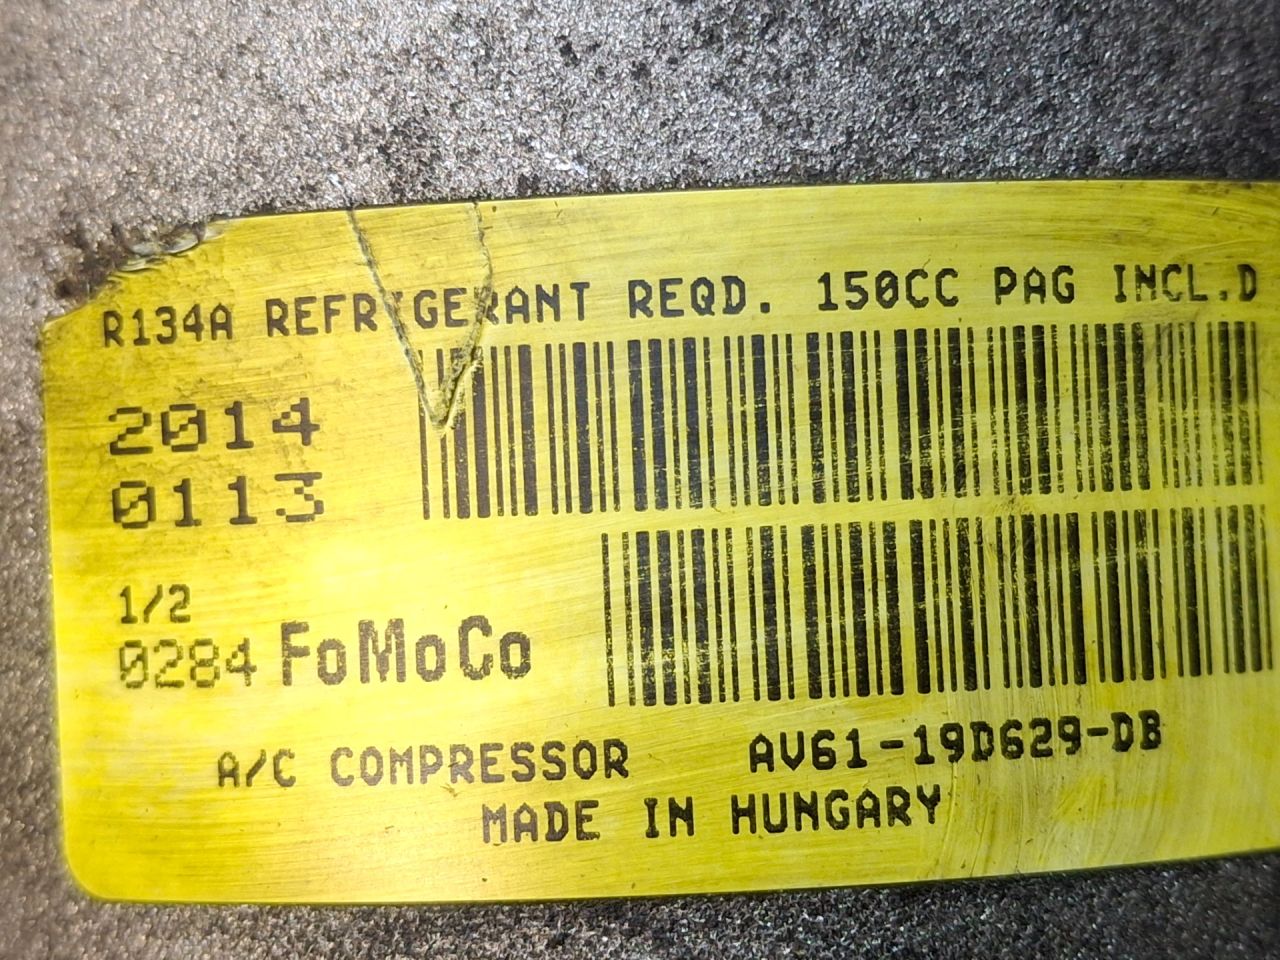 R134A REFRIGERANT REQD. 150CC PAG INCL.D
2014
0113
1/2
0284 FoMoCo
A/C COMPRESSOR AV61-19D629-DB
MADE IN HUNGARY